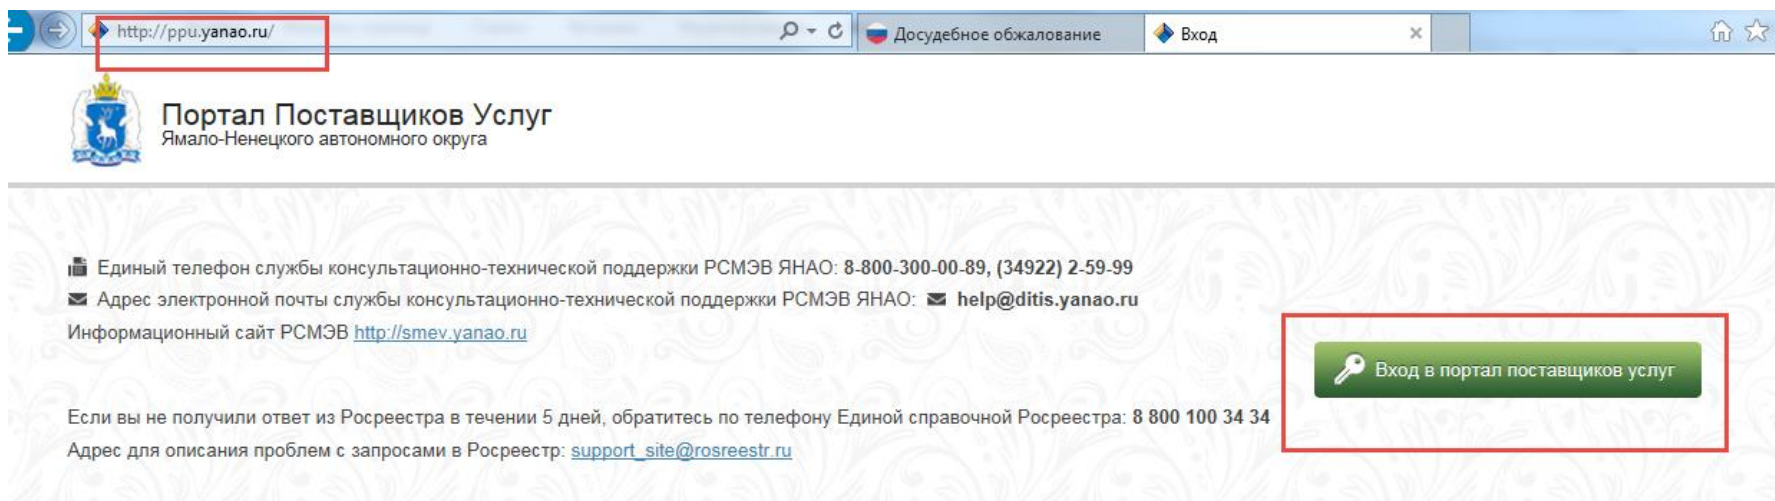 http://ppu.yanao.ru/
Досудебное обжалование
Вход
Портал Поставщиков Услуг
Ямало-Ненецкого автономного округа
Единый телефон службы консультационно-технической поддержки РСМЭВ ЯНАО: 8-800-300-00-89, (34922) 2-59-99
Адрес электронной почты службы консультационно-технической поддержки РСМЭВ ЯНАО: help@ditis.yanao.ru
Информационный сайт РСМЭВ http://smev.yanao.ru
Вход в портал поставщиков услуг
Если вы не получили ответ из Росреестра в течении 5 дней, обратитесь по телефону Единой справочной Росреестра: 8 800 100 34 34
Адрес для описания проблем с запросами в Росреестр: support_site@rosreestr.ru